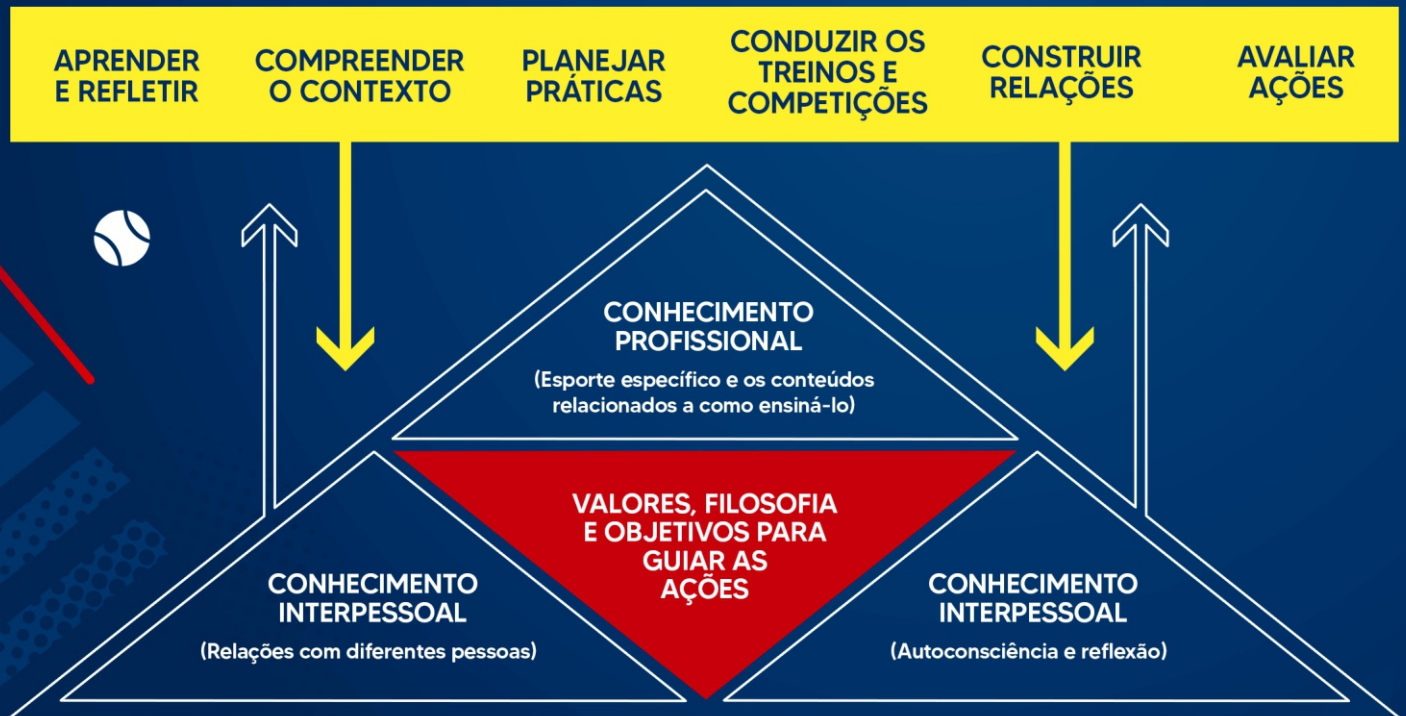 APRENDER
E REFLETIR
COMPREENDER
O CONTEXTO
PLANEJAR
PRÁTICAS
CONDUZIR OS
TREINOS E
COMPETIÇÕES
CONSTRUIR
RELAÇÕES
AVALIAR
AÇÕES
CONHECIMENTO
PROFISSIONAL
(Esporte específico e os conteúdos
relacionados a como ensiná-lo)
VALORES, FILOSOFIA
E OBJETIVOS PARA
GUIAR AS
AÇÕES
CONHECIMENTO
INTERPESSOAL
(Relações com diferentes pessoas)
CONHECIMENTO
INTERPESSOAL
(Autoconsciência e reflexão)